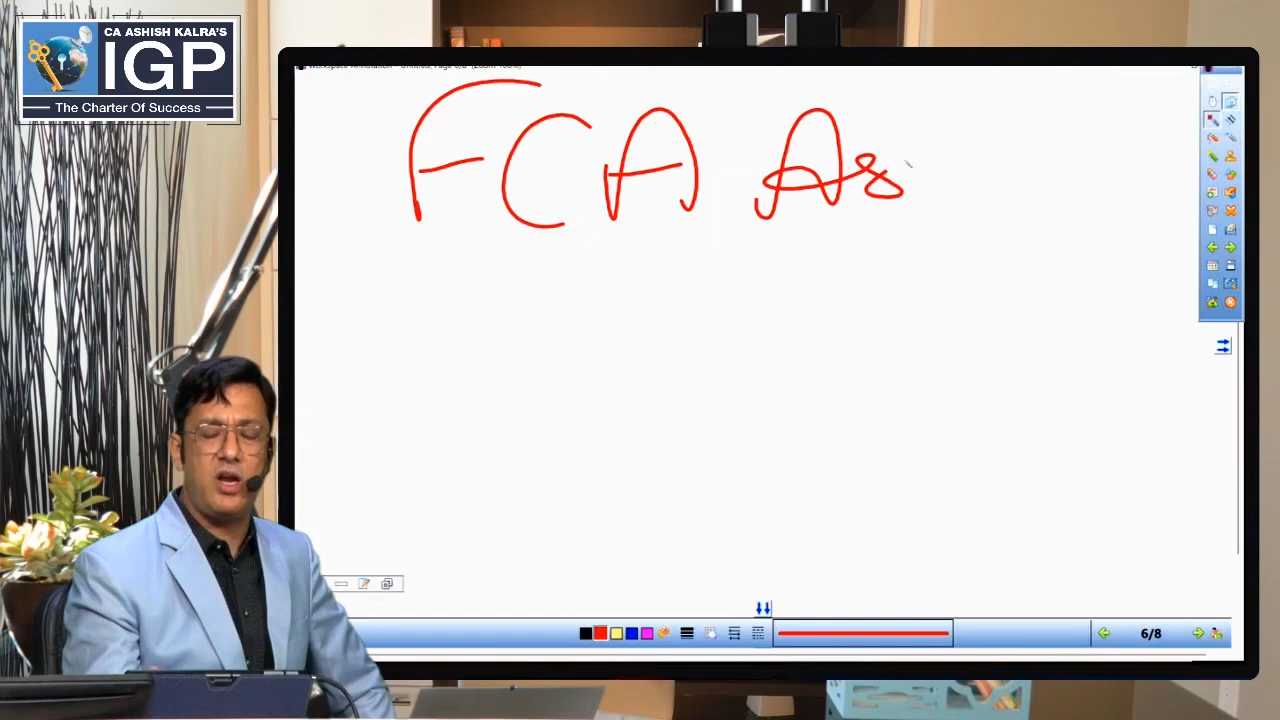 CA ASHISH KALRA'S
IGP
The Charter Of Success
FCA As
6/8